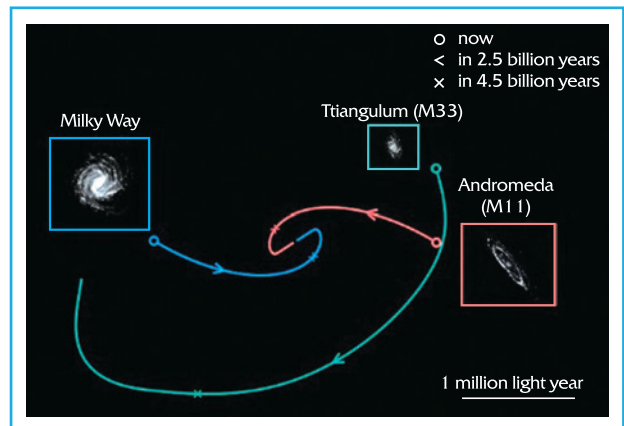 now
in 2.5 billion years
in 4.5 billion years
Milky Way
Ttiangulum (M33)
Andromeda
(M11)
1 million light year